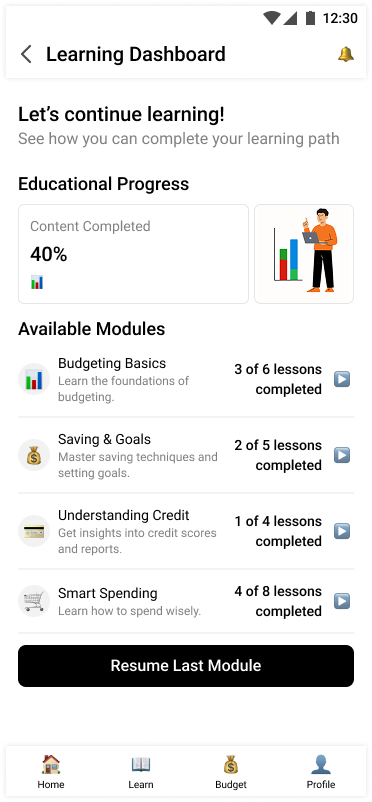 12:30
Learning Dashboard
Let’s continue learning!
See how you can complete your learning path
Educational Progress
Content Completed
40%
Available Modules
Budgeting Basics
Learn the foundations of
budgeting.
3 of 6 lessons
completed
Saving & Goals
Master saving techniques and
setting goals.
2 of 5 lessons
completed
Understanding Credit
Get insights into credit scores
and reports.
1 of 4 lessons
completed
Smart Spending
Learn how to spend wisely.
4 of 8 lessons
completed
Resume Last Module
Home
Learn
Budget
Profile